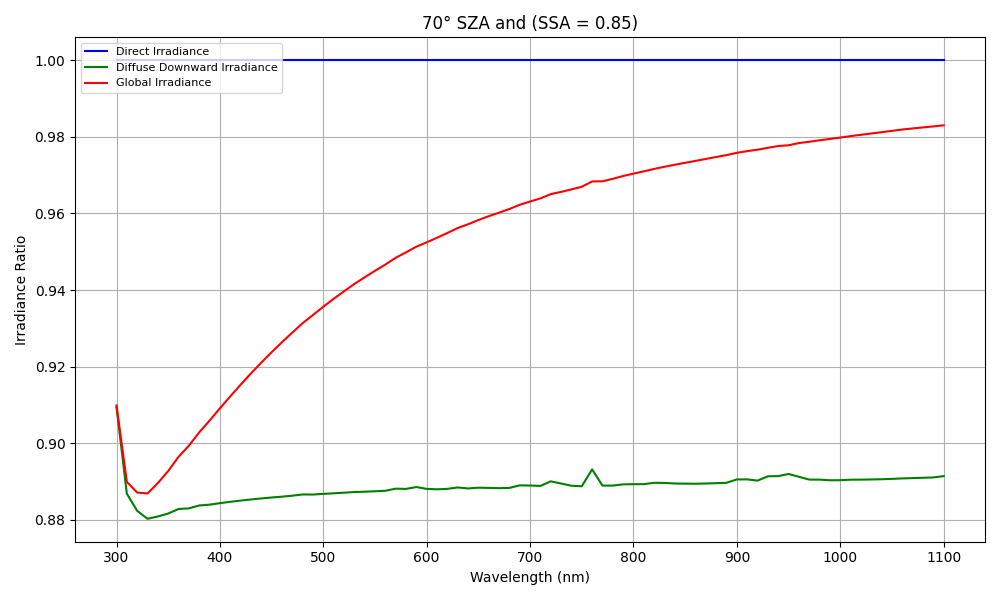 70° SZA and (SSA = 0.85)
Direct Irradiance
Diffuse Downward Irradiance
Global Irradiance
Irradiance Ratio
1.00
0.98
0.96
0.94
0.92
0.90
0.88
300 400 500 600 700 800 900 1000 1100
Wavelength (nm)